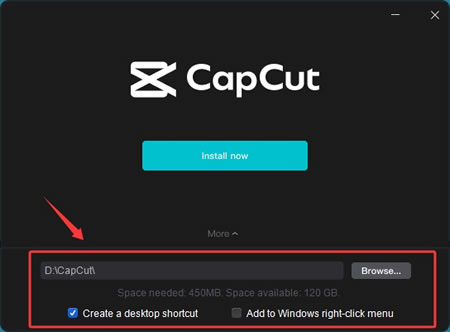 CapCut
Install now
More
D:\CapCut\
Browse...
Space needed: 450MB. Space available: 120 GB.
Create a desktop shortcut
Add to Windows right-click menu